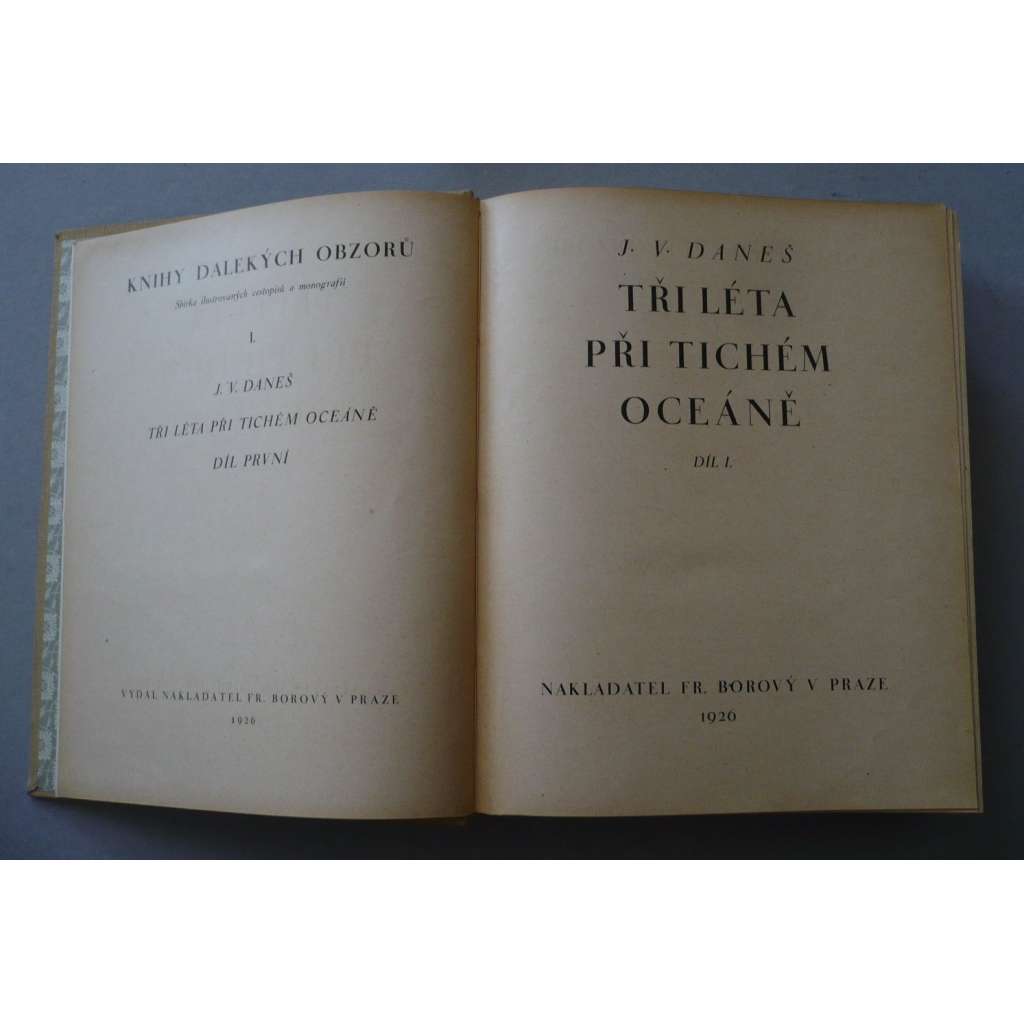 KNIHY DALEKÝCH OBZORŮ
Sbírka ilustrovaných cestopisů a monografií
I.
J. V. DANEŠ
TŘI LÉTA PŘI TICHÉM OCEÁNĚ
DÍL PRVNÍ
VYDAL NAKLADATEL FR. BOROVÝ V PRAZE
1926
J. V. DANEŠ
TŘI LÉTA
PŘI TICHÉM
OCEÁNĚ
DÍL I.
NAKLADATEL FR. BOROVÝ V PRAZE
1926